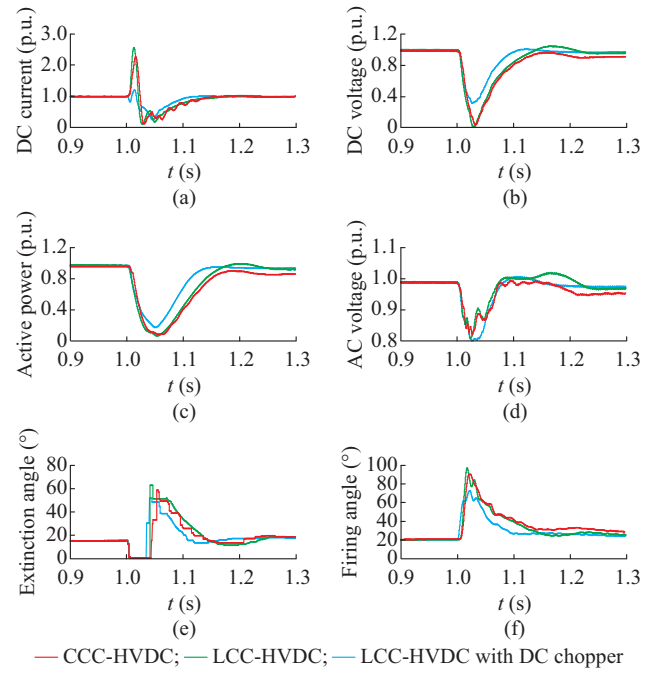 DC current (p.u.)
3.0
2.0
1.0
0
0.9 1.0 1.1 1.2 1.3
t (s)
(a)
DC voltage (p.u.)
1.2
0.8
0.4
0
0.9 1.0 1.1 1.2 1.3
t (s)
(b)
Active power (p.u.)
1.2
0.8
0.4
0
0.9 1.0 1.1 1.2 1.3
t (s)
(c)
AC voltage (p.u.)
1.1
1.0
0.9
0.8
0.9 1.0 1.1 1.2 1.3
t (s)
(d)
Extinction angle (°)
80
60
40
20
0
0.9 1.0 1.1 1.2 1.3
t (s)
(e)
Firing angle (°)
100
80
60
40
20
0
0.9 1.0 1.1 1.2 1.3
t (s)
(f)
CCC-HVDC; LCC-HVDC; LCC-HVDC with DC chopper